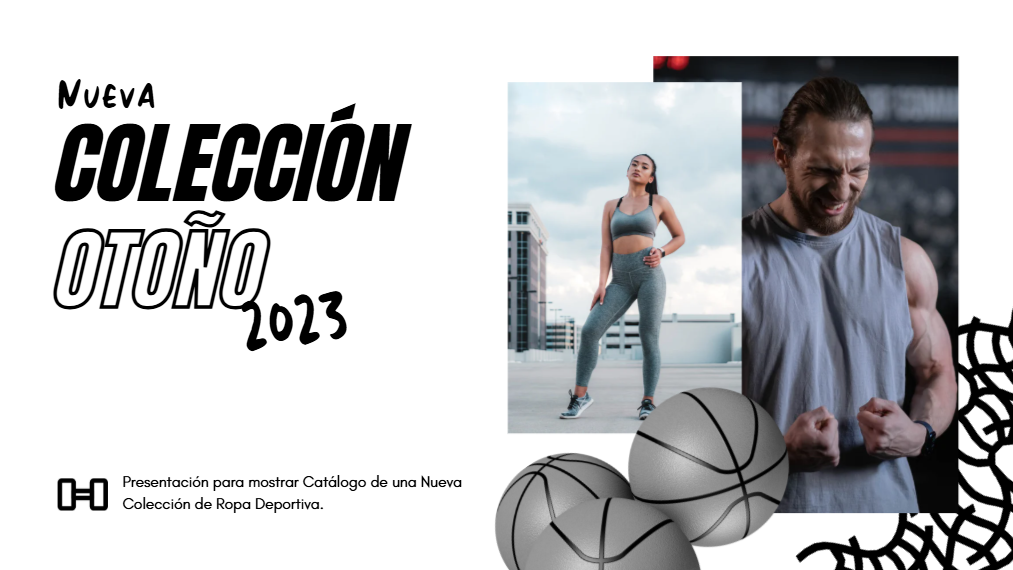 NUEVA
COLECCIÓN
OTOÑO
2023
Presentación para mostrar Catálogo de una Nueva
Colección de Ropa Deportiva.